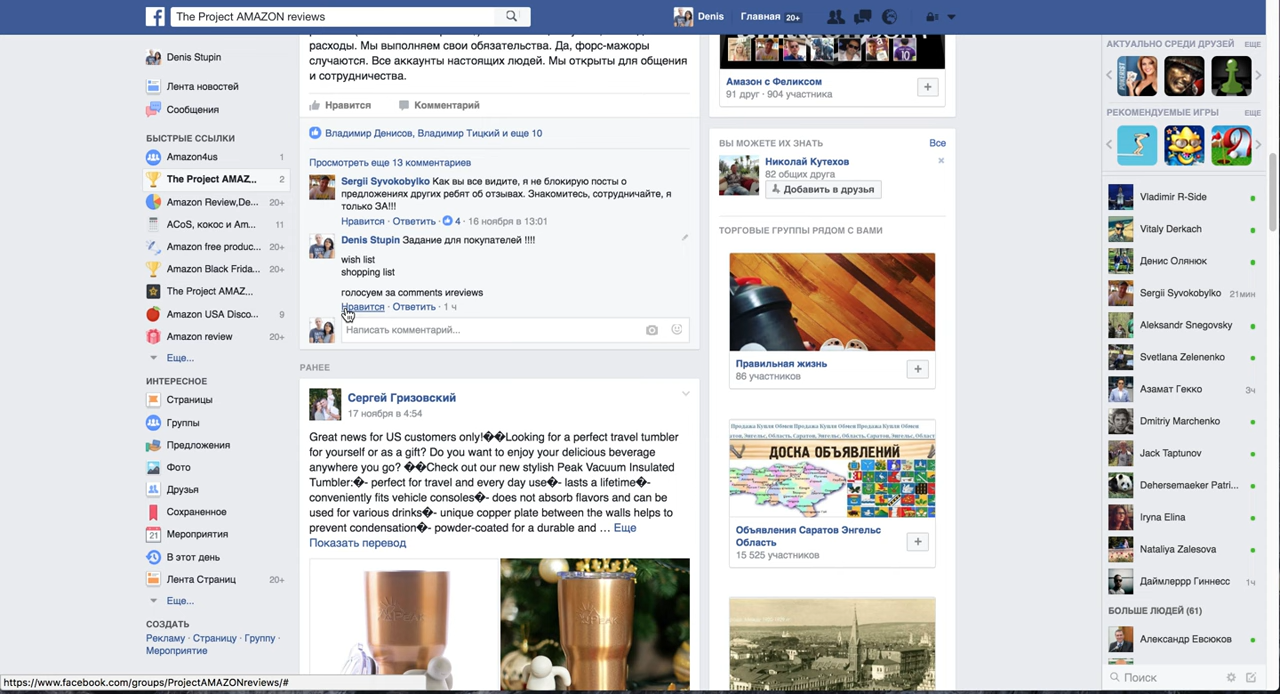 The Project AMAZON reviews
Denis
Главная 20+
Denis Stupin
Лента новостей
Сообщения
БЫСТРЫЕ ССЫЛКИ
Amazon4us 1
The Project AMAZ... 2
Amazon Review,De... 20+
ACoS, кокос и Am... 11
Amazon free produc... 20+
Amazon Black Frida... 20+
The Project AMAZ...
Amazon USA Disco... 9
Amazon review 20+
Еще...
ИНТЕРЕСНОЕ
Страницы
Группы
Предложения
Фото
Друзья
Сохраненное
Мероприятия
В этот день
Лента Страниц 20+
Еще...
СОЗДАТЬ
Рекламу · Страницу · Группу ·
Мероприятие
https://www.facebook.com/groups/ProjectAMAZONreviews/#
расходы. Мы выполняем свои обязательства. Да, форс-мажоры
случаются. Все аккаунты настоящих людей. Мы открыты для общения
и сотрудничества.
Нравится Комментарий
Владимир Денисов, Владимир Тицкий и еще 10
Просмотреть еще 13 комментариев
Sergii Syvokobylko Как вы все видите, я не блокирую посты о
предложениях других ребят об отзывах. Знакомитесь, сотрудничайте, я
только ЗА!!!
Нравится · Ответить · 4 · 16 ноября в 13:01
Denis Stupin Задание для покупателей !!!!
wish list
shopping list
голосуем за comments иreviews
Нравится · Ответить · 1 ч
Написать комментарий...
РАНЕЕ
Сергей Гризовский
17 ноября в 4:54
Great news for US customers only!��Looking for a perfect travel tumbler
for yourself or as a gift? Do you want to enjoy your delicious beverage
anywhere you go? ��Check out our new stylish Peak Vacuum Insulated
Tumbler:�- perfect for travel and every day use�- lasts a lifetime�-
conveniently fits vehicle consoles�- does not absorb flavors and can be
used for various drinks�- unique copper plate between the walls helps to
prevent condensation�- powder-coated for a durable and ... Еще
Показать перевод
Амазон с Феликсом
91 друг · 904 участника
ВЫ МОЖЕТЕ ИХ ЗНАТЬ Все
Николай Кутехов
82 общих друга
Добавить в друзья
ТОРГОВЫЕ ГРУППЫ РЯДОМ С ВАМИ
Правильная жизнь
86 участников
ДОСКА ОБЪЯВЛЕНИЙ
Объявления Саратов Энгельс
Область
15 525 участников
АКТУАЛЬНО СРЕДИ ДРУЗЕЙ ЕЩЕ
РЕКОМЕНДУЕМЫЕ ИГРЫ ЕЩЕ
Vladimir R-Side
Vitaly Derkach
Денис Олянюк
Sergii Syvokobylko 21мин
Aleksandr Snegovsky
Svetlana Zelenenko
Азамат Гекко 3ч
Dmitriy Marchenko
Jack Taptunov
Dehersemaeker Patri...
Iryna Elina
Nataliya Zalesova
Даймлеррр Гиннесс 1ч
БОЛЬШЕ ЛЮДЕЙ (61)
Александр Евсюков
Поиск